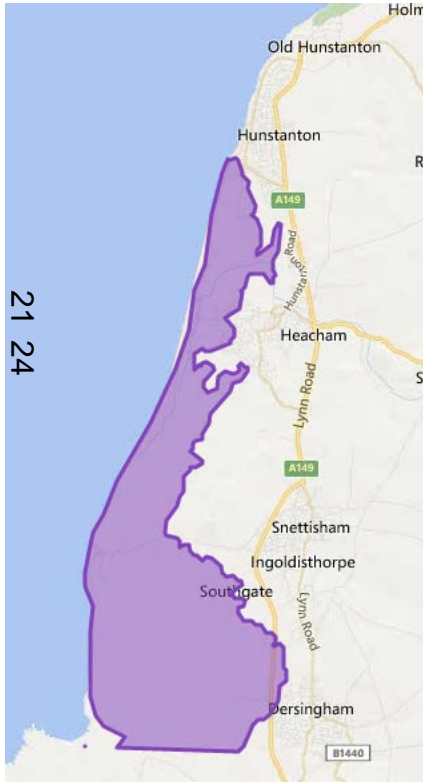 Holm
Old Hunstanton
Hunstanton
R
A149
Hunstanton Road
Heacham
Lynn Road
S
21 24
A149
Snettisham
Ingoldisthorpe
Southgate
Lynn Road
Dersingham
B1440